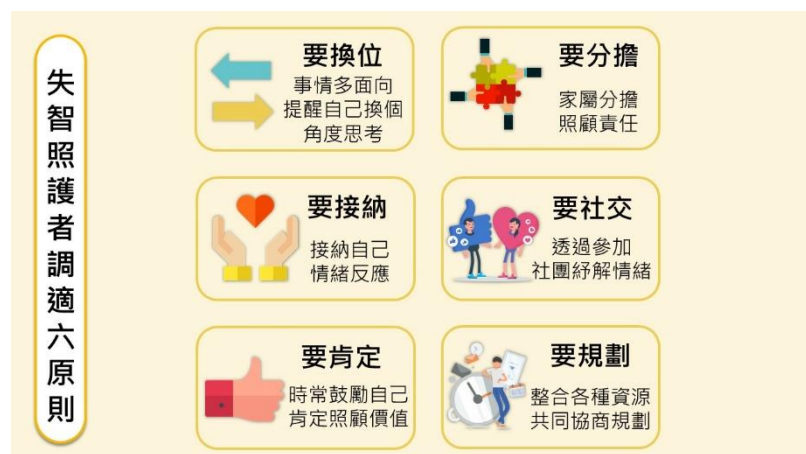 失智照護者調適六原則
要換位
事情多面向
提醒自己換個
角度思考
要分擔
家屬分擔
照顧責任
要接納
接納自己
情緒反應
要社交
透過參加
社團紓解情緒
要肯定
時常鼓勵自己
肯定照顧價值
要規劃
整合各種資源
共同協商規劃